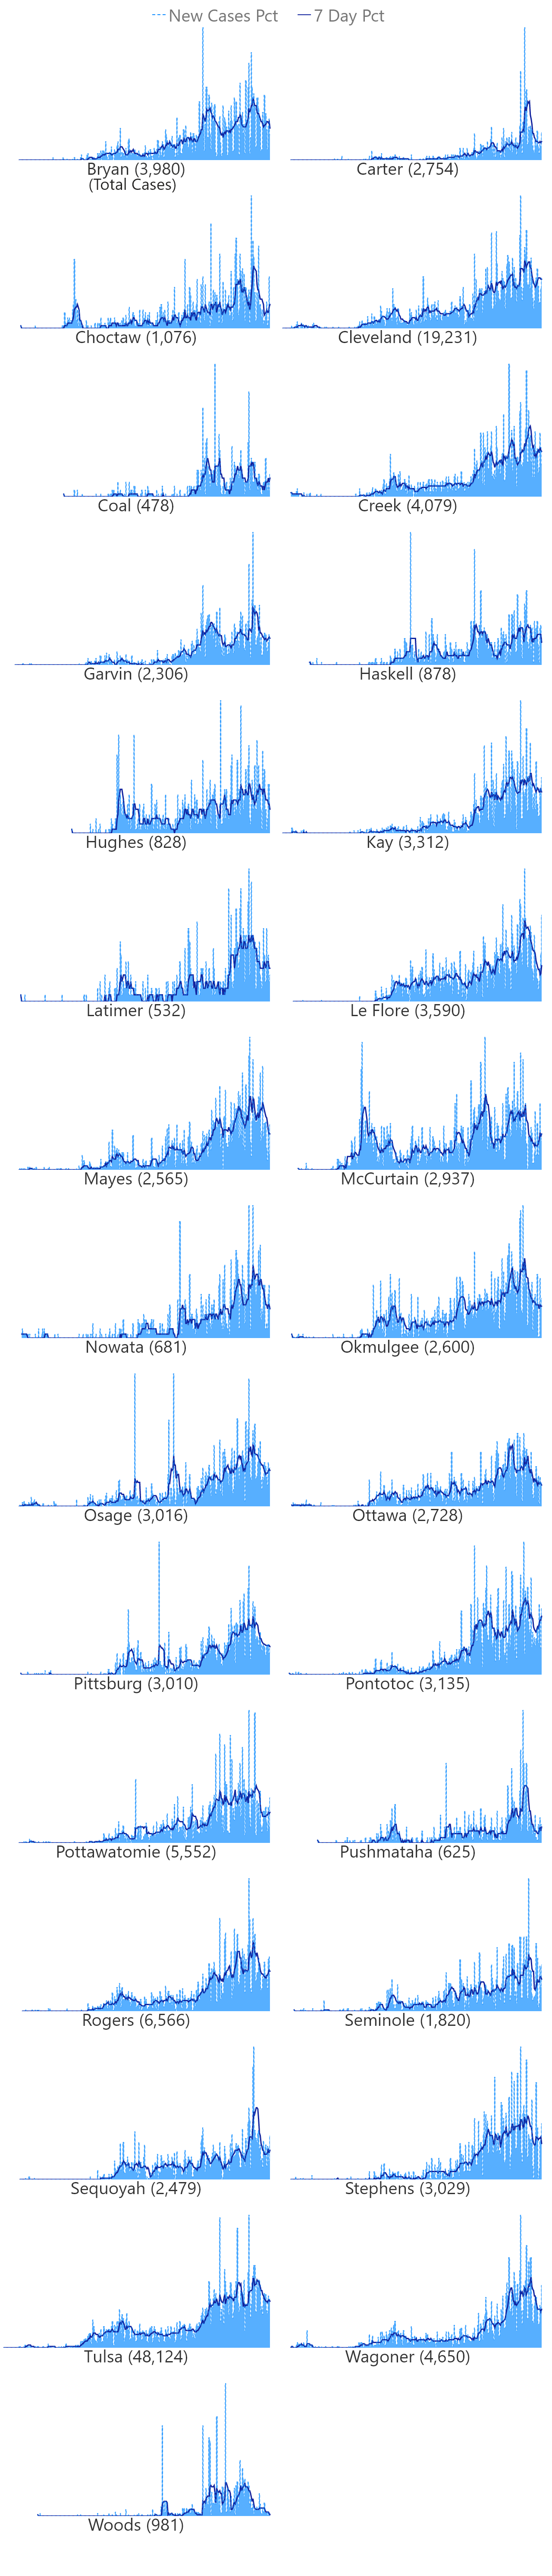 New Cases Pct 7 Day Pct
Bryan (3,980) Carter (2,754)
(Total Cases)
Choctaw (1,076) Cleveland (19,231)
Coal (478) Creek (4,079)
Garvin (2,306) Haskell (878)
Hughes (828) Kay (3,312)
Latimer (532) Le Flore (3,590)
Mayes (2,565) McCurtain (2,937)
Nowata (681) Okmulgee (2,600)
Osage (3,016) Ottawa (2,728)
Pittsburg (3,010) Pontotoc (3,135)
Pottawatomie (5,552) Pushmataha (625)
Rogers (6,566) Seminole (1,820)
Sequoyah (2,479) Stephens (3,029)
Tulsa (48,124) Wagoner (4,650)
Woods (981)